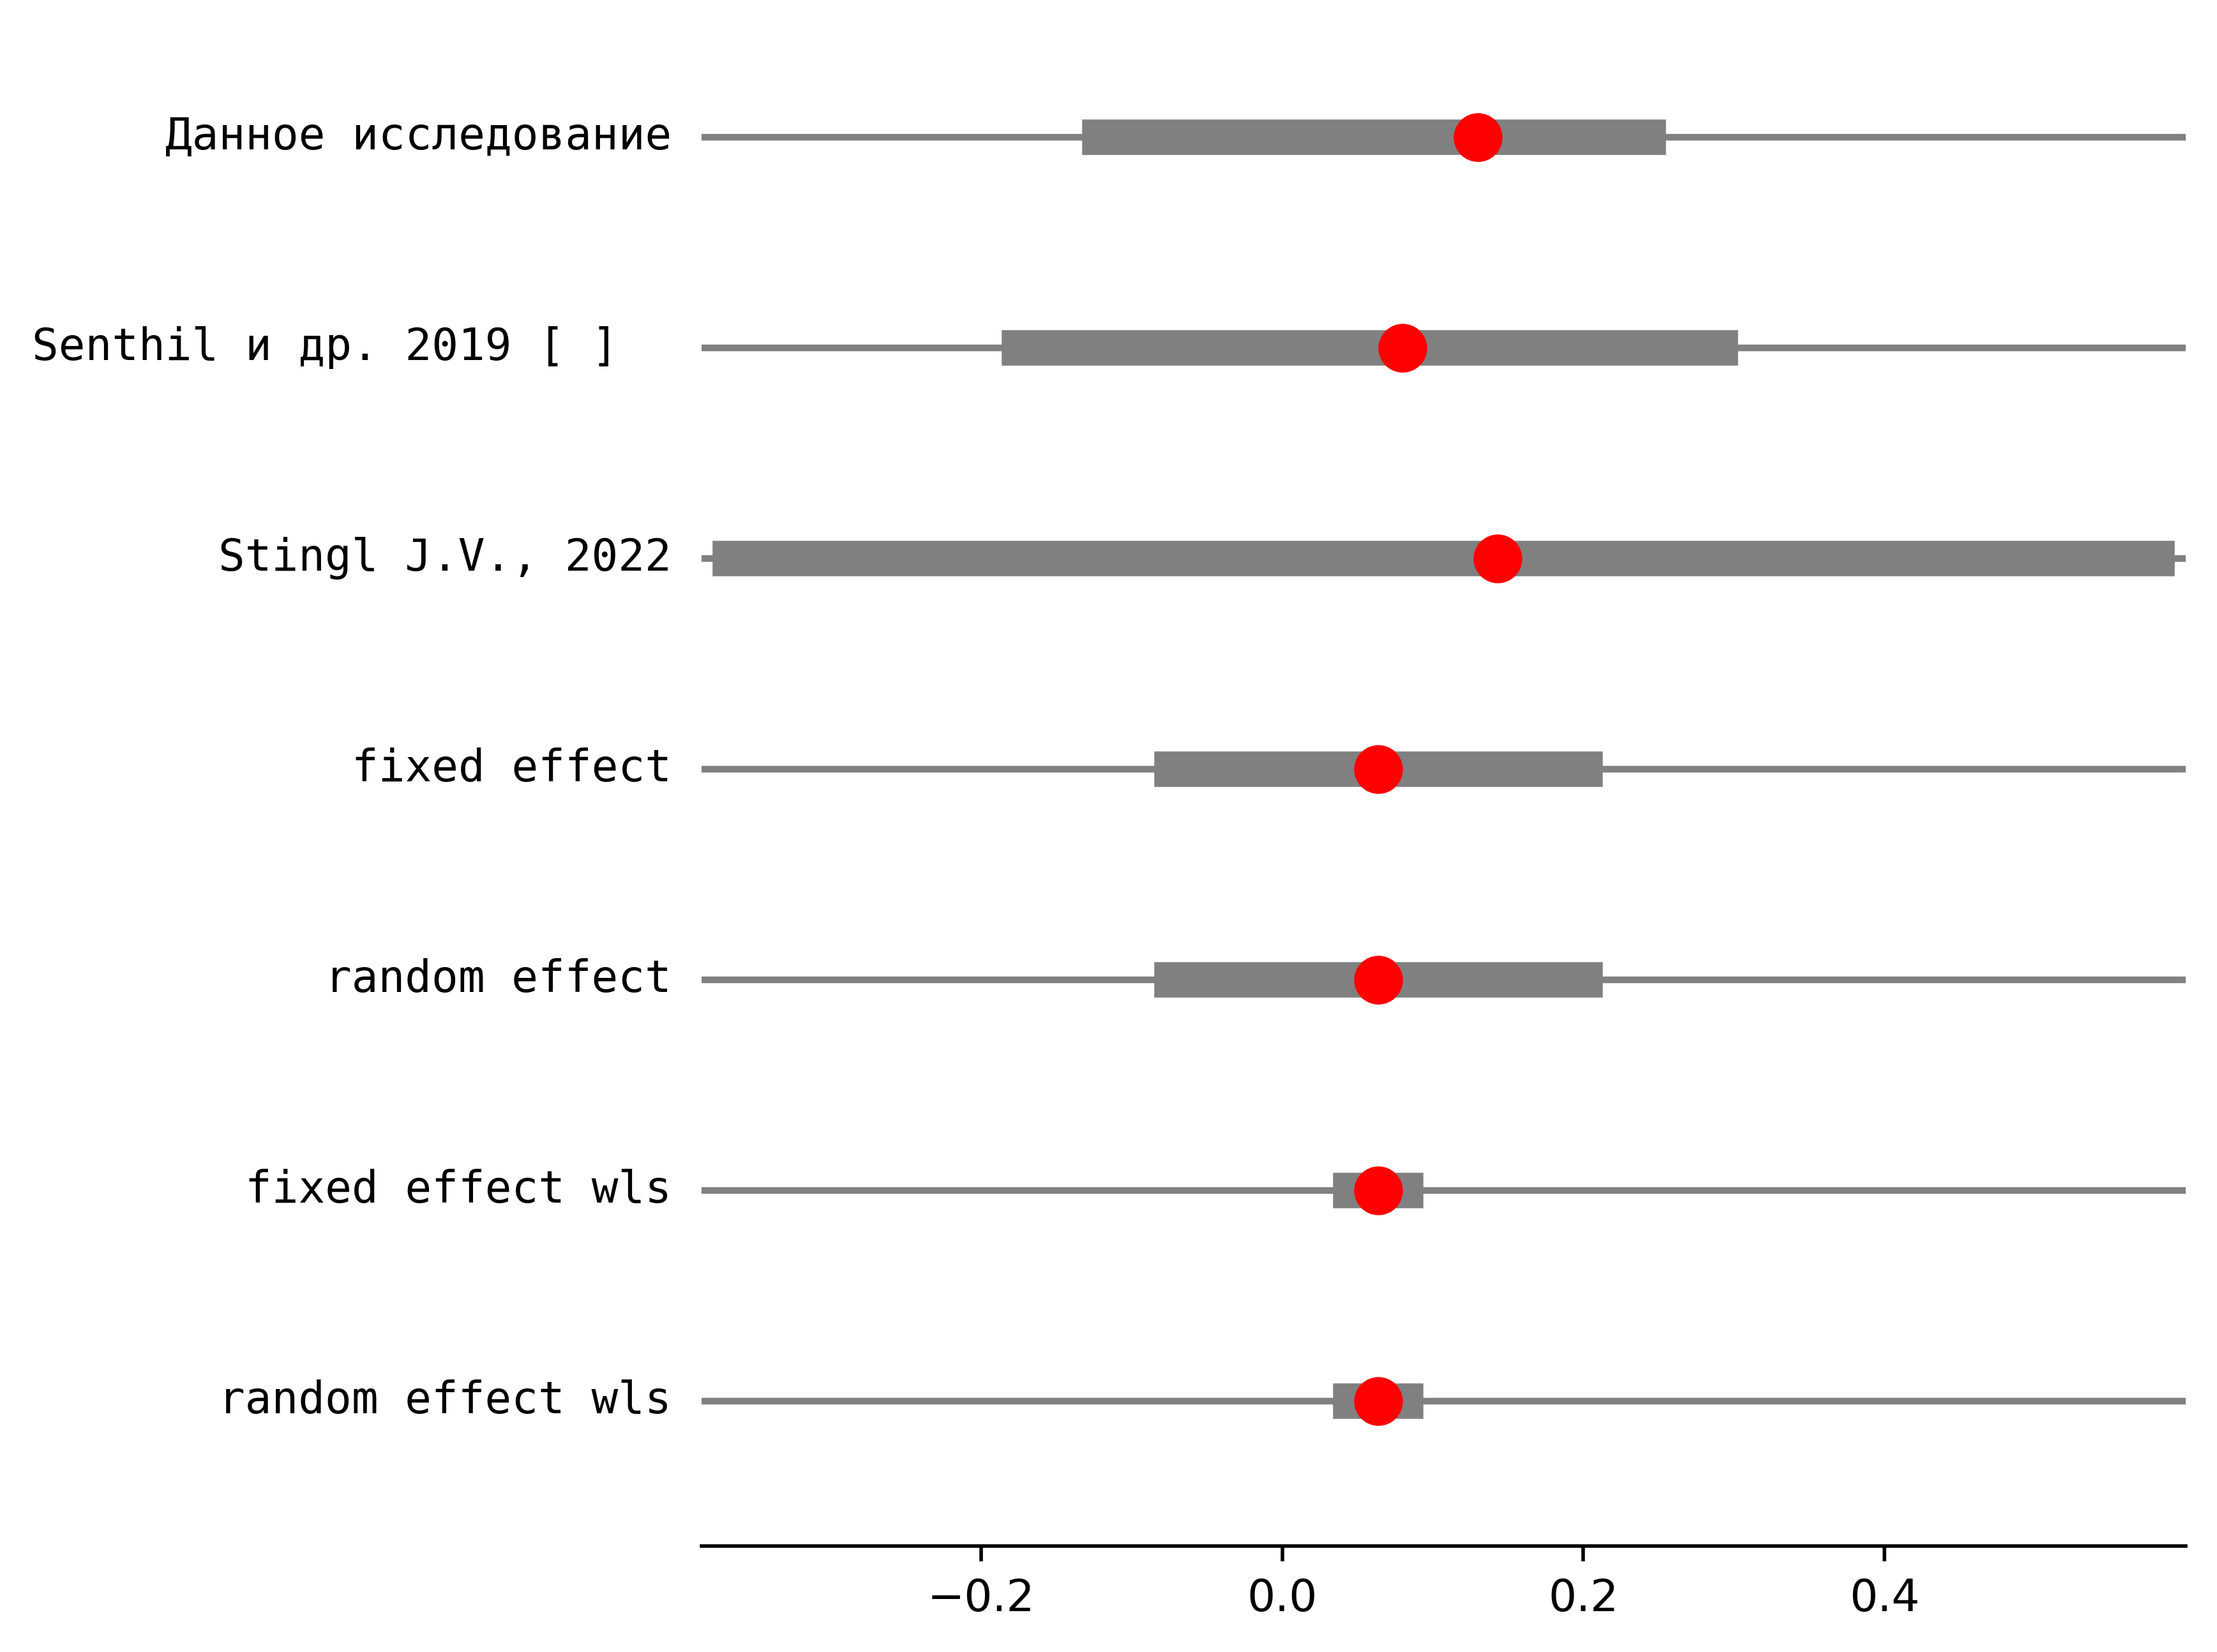 Данное исследование
Senthil и др. 2019 [ ]
Stingl J.V., 2022
fixed effect
random effect
fixed effect wls
random effect wls
−0.2 0.0 0.2 0.4